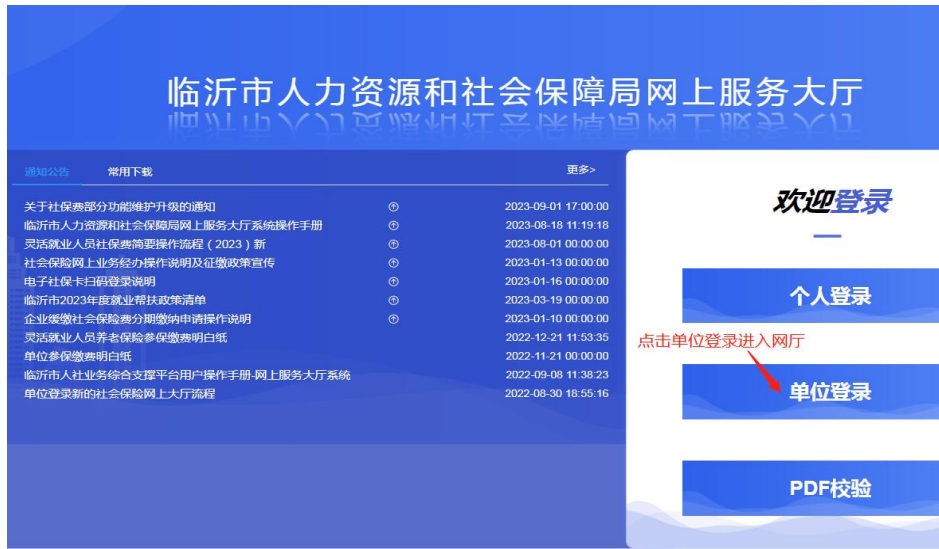 临沂市人力资源和社会保障局网上服务大厅
通知公告 常用下载 更多>
关于社保费部分功能维护升级的通知 2023-09-01 17:00:00
临沂市人力资源和社会保障局网上服务大厅系统操作手册 2023-08-18 11:19:18
灵活就业人员社保费简要操作流程（2023）新 2023-08-01 00:00:00
社会保险网上业务经办操作说明及征缴政策宣传 2023-01-13 00:00:00
电子社保卡扫码登录说明 2023-01-16 00:00:00
临沂市2023年度就业帮扶政策清单 2023-03-19 00:00:00
企业缓缴社会保险费分期缴纳申请操作说明 2023-01-10 00:00:00
灵活就业人员养老保险参保缴费明白纸 2022-12-21 11:53:35
单位参保缴费明白纸 2022-11-21 00:00:00
临沂市人社业务综合支撑平台用户操作手册-网上服务大厅系统 2022-09-08 11:38:23
单位登录新的社会保险网上大厅流程 2022-08-30 18:55:16
欢迎登录
个人登录
点击单位登录进入网厅
单位登录
PDF校验